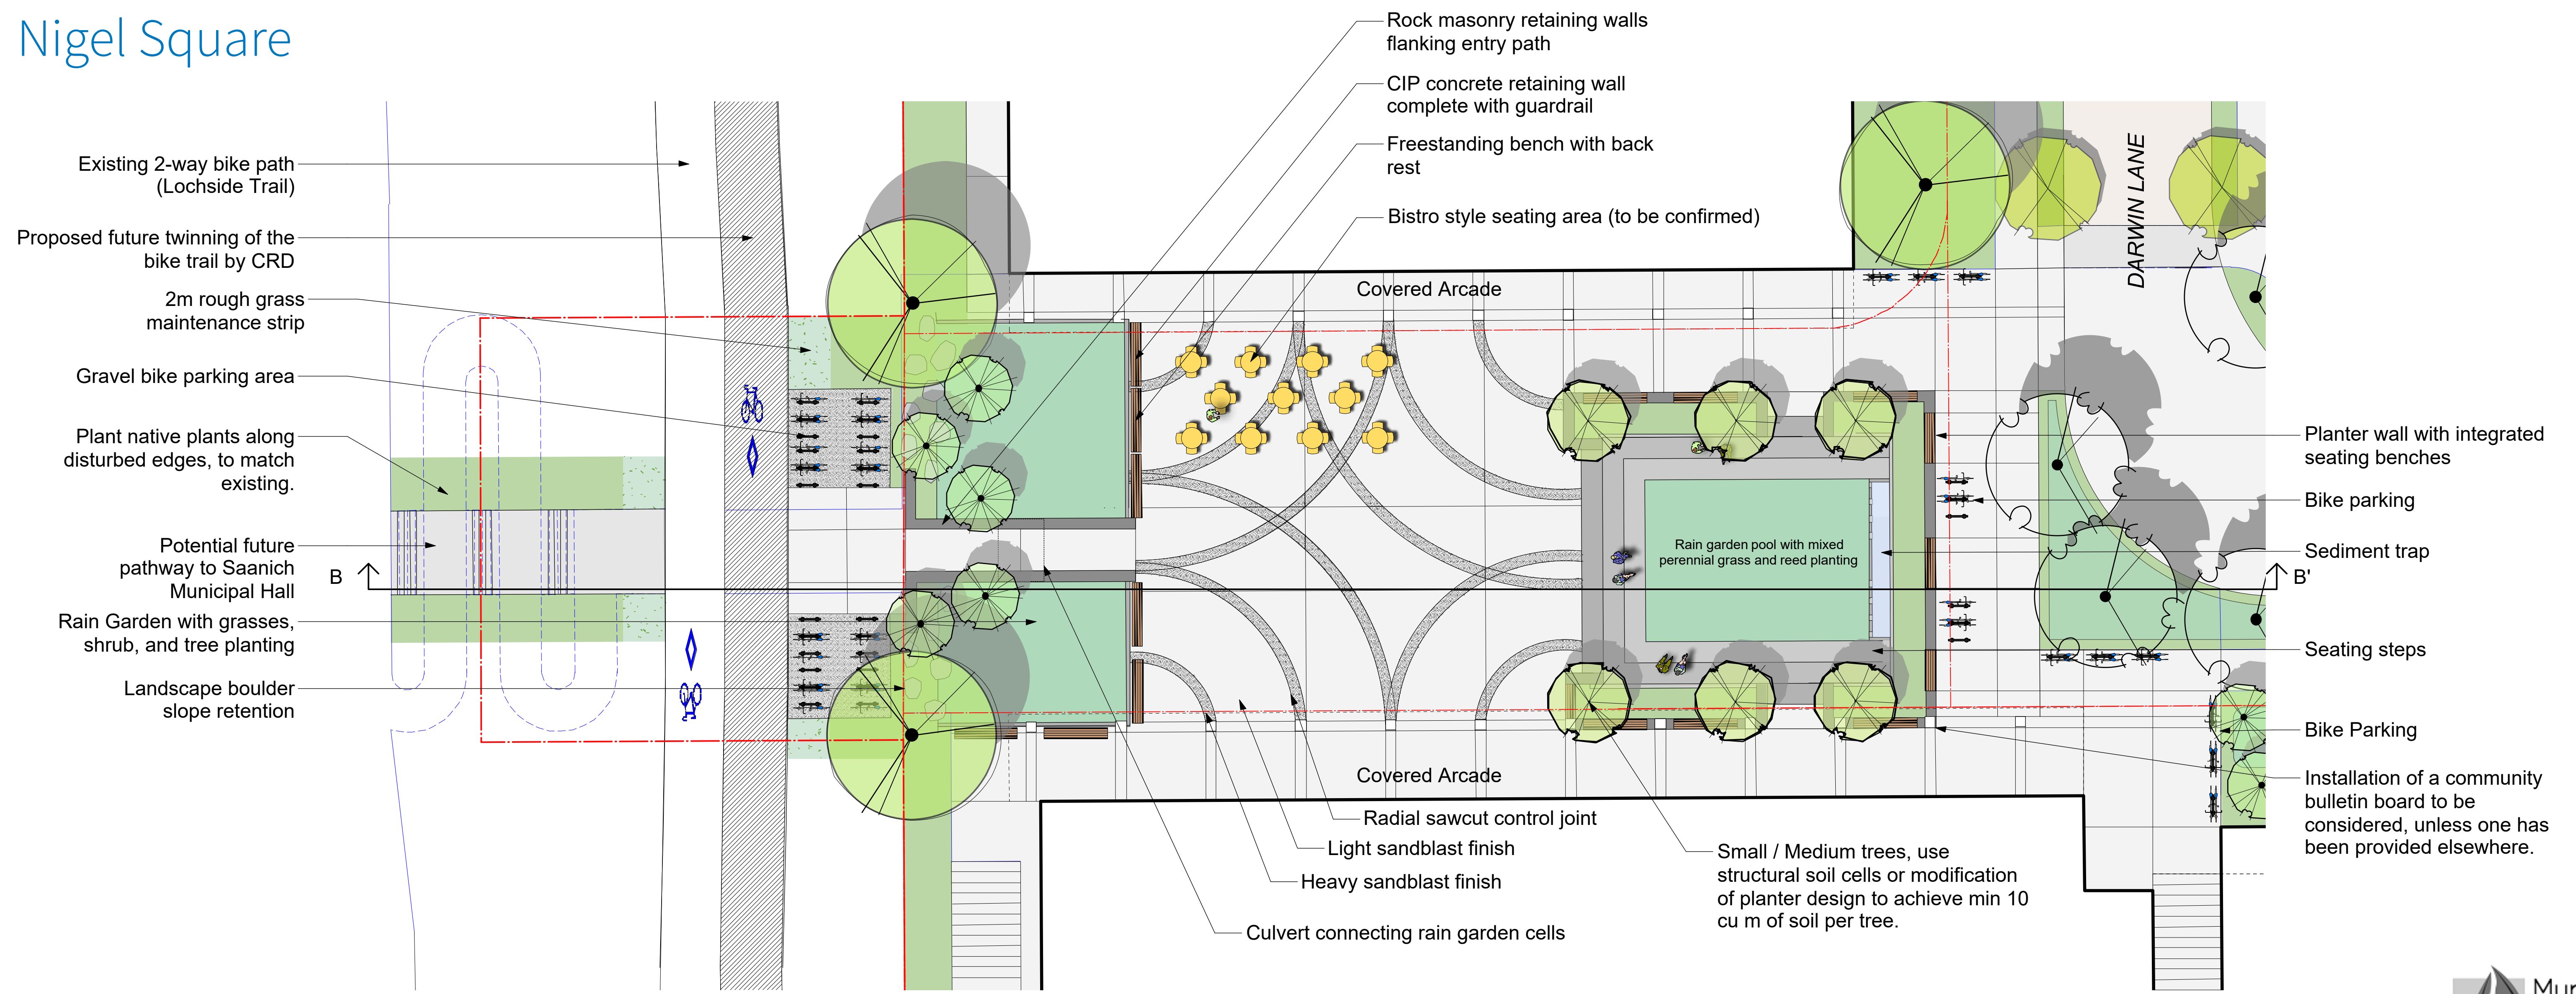 Nigel Square
Rock masonry retaining walls
flanking entry path
CIP concrete retaining wall
complete with guardrail
Freestanding bench with back
rest
Bistro style seating area (to be confirmed)
Existing 2-way bike path
(Lochside Trail)
Proposed future twinning of the
bike trail by CRD
2m rough grass
maintenance strip
Gravel bike parking area
Plant native plants along
disturbed edges, to match
existing.
Potential future
pathway to Saanich
Municipal Hall
B
Rain Garden with grasses,
shrub, and tree planting
Landscape boulder
slope retention
Covered Arcade
DARWIN LANE
Rain garden pool with mixed
perennial grass and reed planting
Covered Arcade
Planter wall with integrated
seating benches
Bike parking
Sediment trap
B'
Seating steps
Bike Parking
Installation of a community
bulletin board to be
considered, unless one has
been provided elsewhere.
Radial sawcut control joint
Light sandblast finish
Heavy sandblast finish
Culvert connecting rain garden cells
Small / Medium trees, use
structural soil cells or modification
of planter design to achieve min 10
cu m of soil per tree.